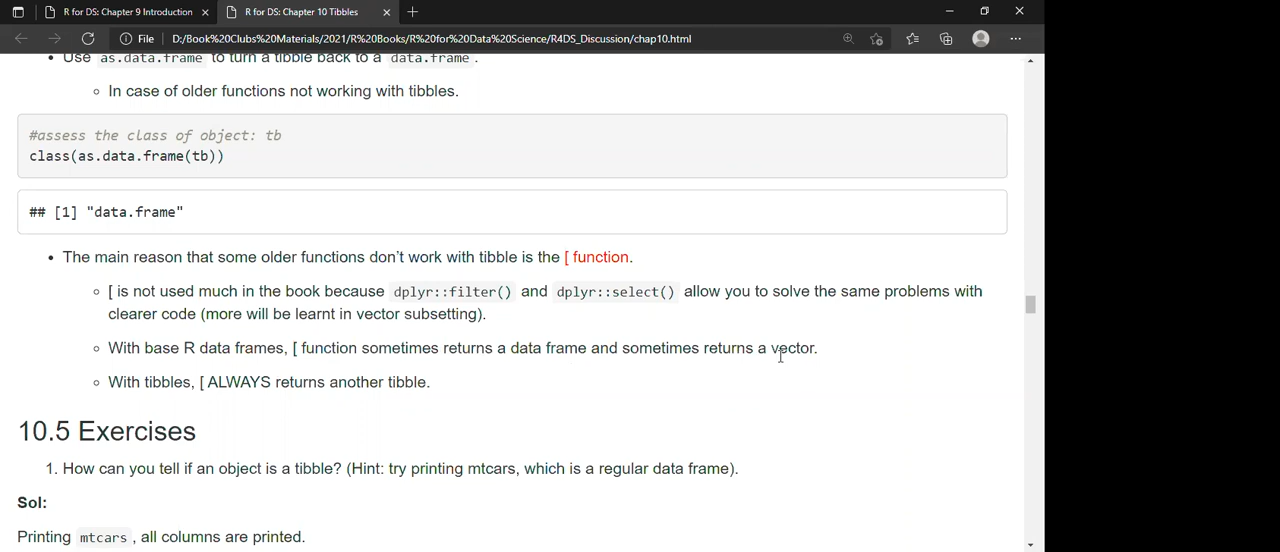 R for DS: Chapter 9 Introduction
R for DS: Chapter 10 Tibbles
File D:/Book%20Clubs%20Materials/2021/R%20Books/R%20for%20Data%20Science/R4DS_Discussion/chap10.html
Use as.data.frame to turn a tibble back to a data.frame.
In case of older functions not working with tibbles.
#assess the class of object: tb
class(as.data.frame(tb))
## [1] "data.frame"
The main reason that some older functions don't work with tibble is the [ function.
[ is not used much in the book because dplyr::filter() and dplyr::select() allow you to solve the same problems with
clearer code (more will be learnt in vector subsetting).
With base R data frames, [ function sometimes returns a data frame and sometimes returns a vector.
With tibbles, [ ALWAYS returns another tibble.
10.5 Exercises
1. How can you tell if an object is a tibble? (Hint: try printing mtcars, which is a regular data frame).
Sol:
Printing mtcars, all columns are printed.